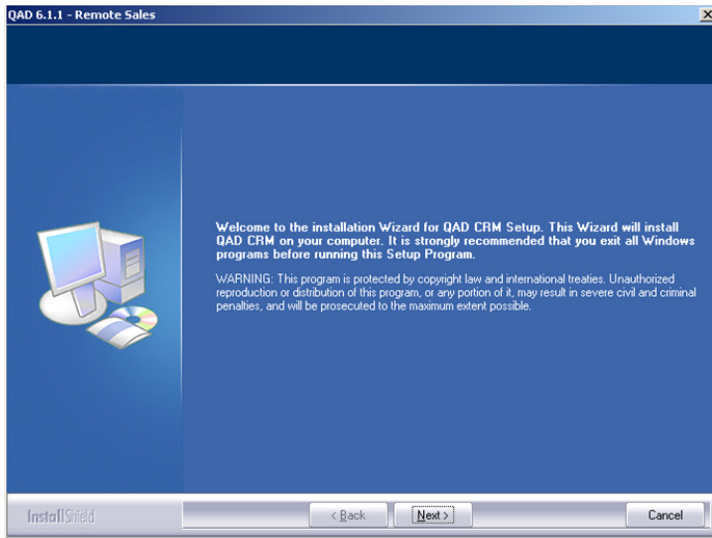 QAD 6.1.1 - Remote Sales
Welcome to the installation Wizard for QAD CRM Setup. This Wizard will install
QAD CRM on your computer. It is strongly recommended that you exit all Windows
programs before running this Setup Program.
WARNING: This program is protected by copyright law and international treaties. Unauthorized
reproduction or distribution of this program, or any portion of it, may result in severe civil and criminal
penalties, and will be prosecuted to the maximum extent possible.
InstallShield
< Back
Next >
Cancel